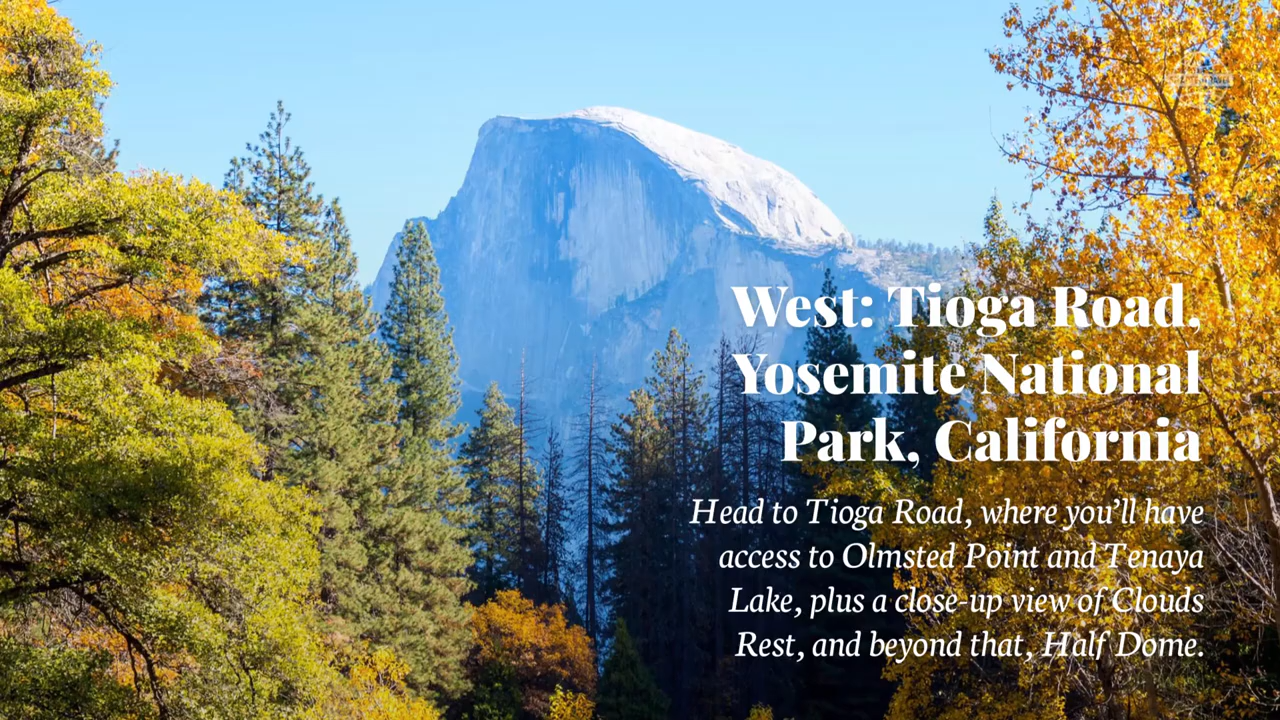 West: Tioga Road,
Yosemite National
Park, California
Head to Tioga Road, where you’ll have
access to Olmsted Point and Tenaya
Lake, plus a close-up view of Clouds
Rest, and beyond that, Half Dome.